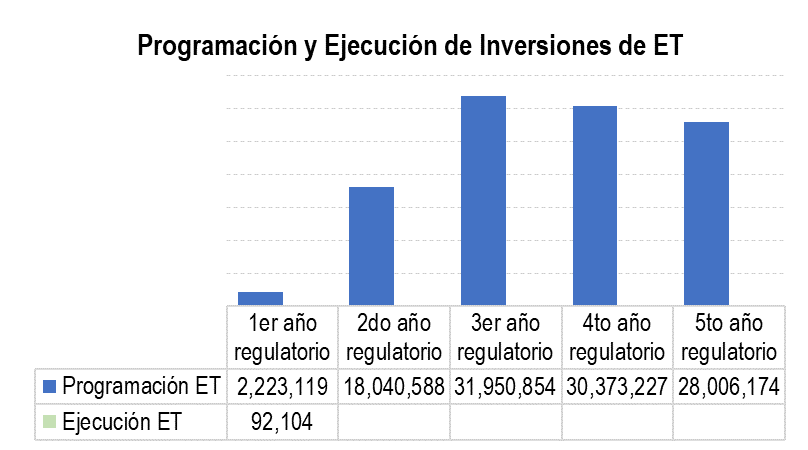 Programación y Ejecución de Inversiones de ET
1er año regulatorio 2do año regulatorio 3er año regulatorio 4to año regulatorio 5to año regulatorio
Programación ET 2,223,119 18,040,588 31,950,854 30,373,227 28,006,174
Ejecución ET 92,104